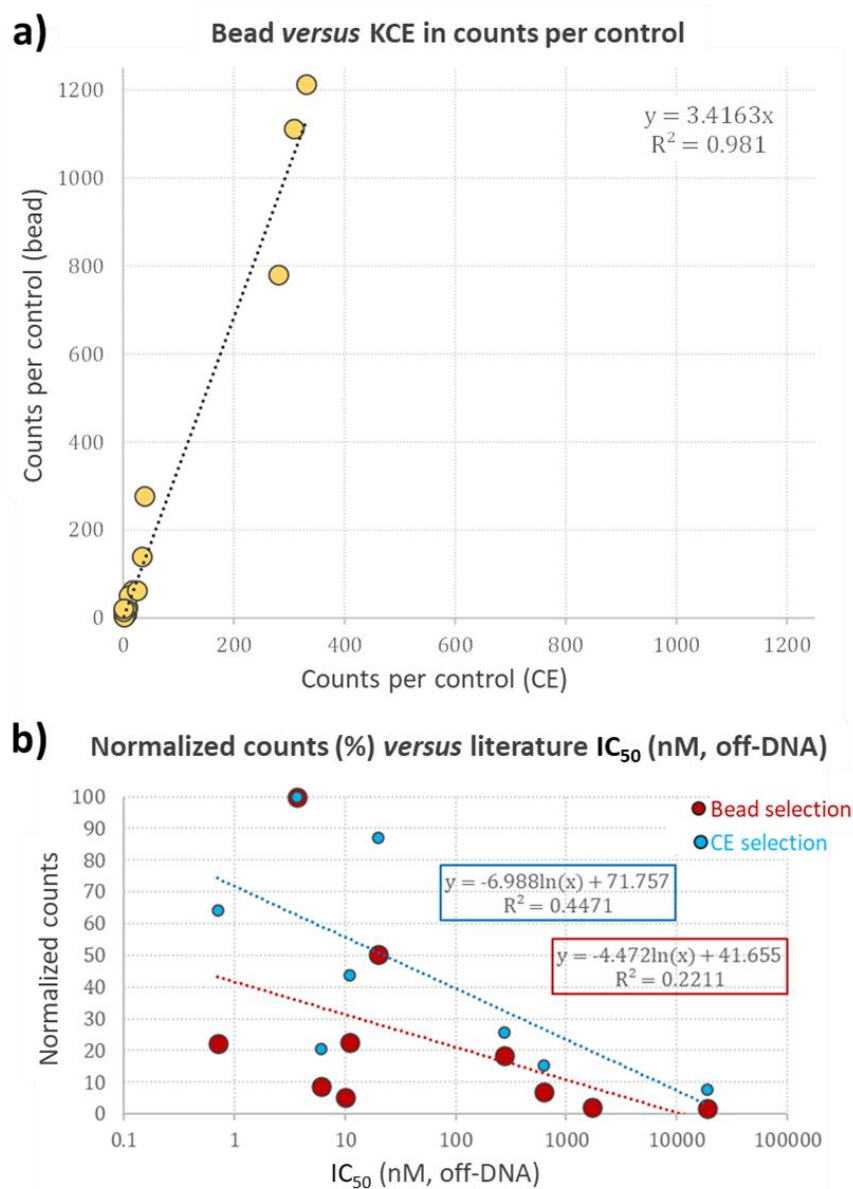 a) Bead versus KCE in counts per control
y = 3.4163x
R² = 0.981
Counts per control (bead)
1200
1000
800
600
400
200
0
0 200 400 600 800 1000 1200
Counts per control (CE)
b) Normalized counts (%) versus literature IC₅₀ (nM, off-DNA)
Bead selection
CE selection
y = -6.988ln(x) + 71.757
R² = 0.4471
y = -4.472ln(x) + 41.655
R² = 0.2211
Normalized counts
100
90
80
70
60
50
40
30
20
10
0
0.1 1 10 100 1000 10000 100000
IC₅₀ (nM, off-DNA)